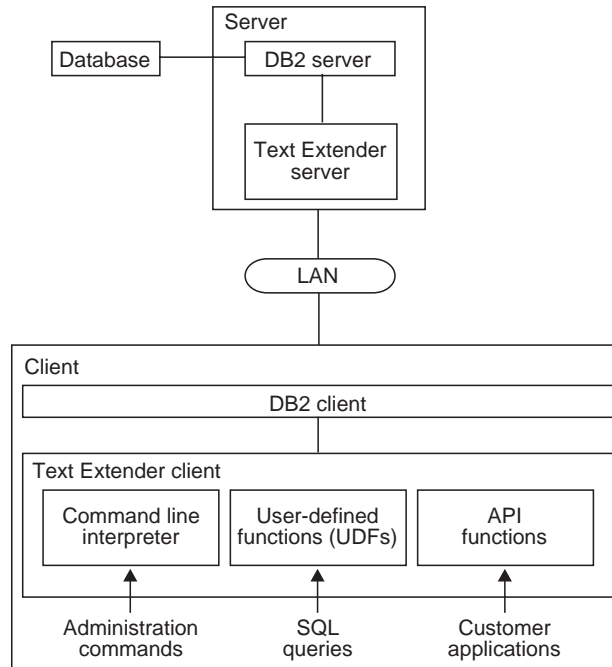 Server
Database
DB2 server
Text Extender
server
LAN
Client
DB2 client
Text Extender client
Command line
interpreter
User-defined
functions (UDFs)
API
functions
Administration
commands
SQL
queries
Customer
applications